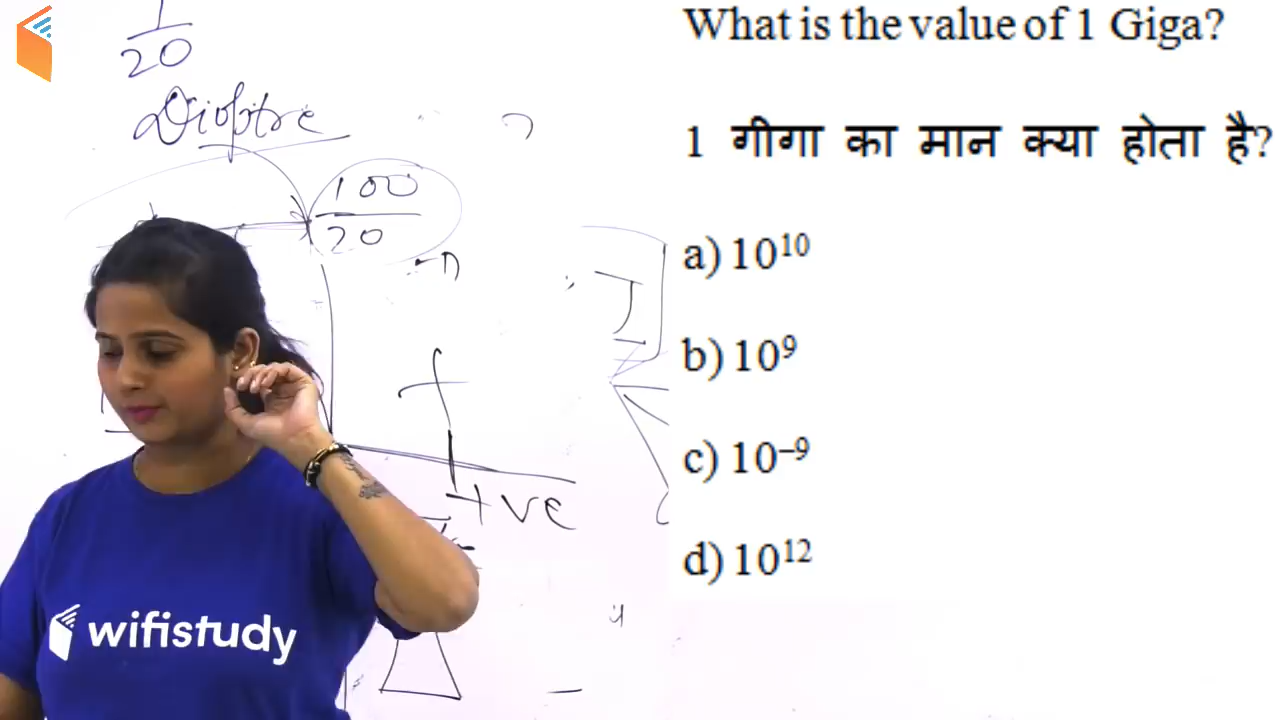 1
20
Dioptre
100
20
+ve
wifistudy
What is the value of 1 Giga?
1 गीगा का मान क्या होता है?
a) 10¹⁰
b) 10⁹
c) 10⁻⁹
d) 10¹²